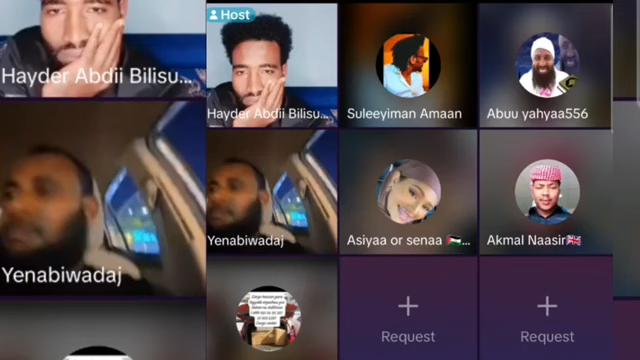 Hayder Abdii Bilisu...
Yenabiwadaj
Host
Hayder Abdii Bilisu...
Suleeyiman Amaan
Abuu yahyaa556
Yenabiwadaj
Asiyaa or senaa 🇵🇸...
Akmal Naasir🇬🇧
+
Request
+
Request